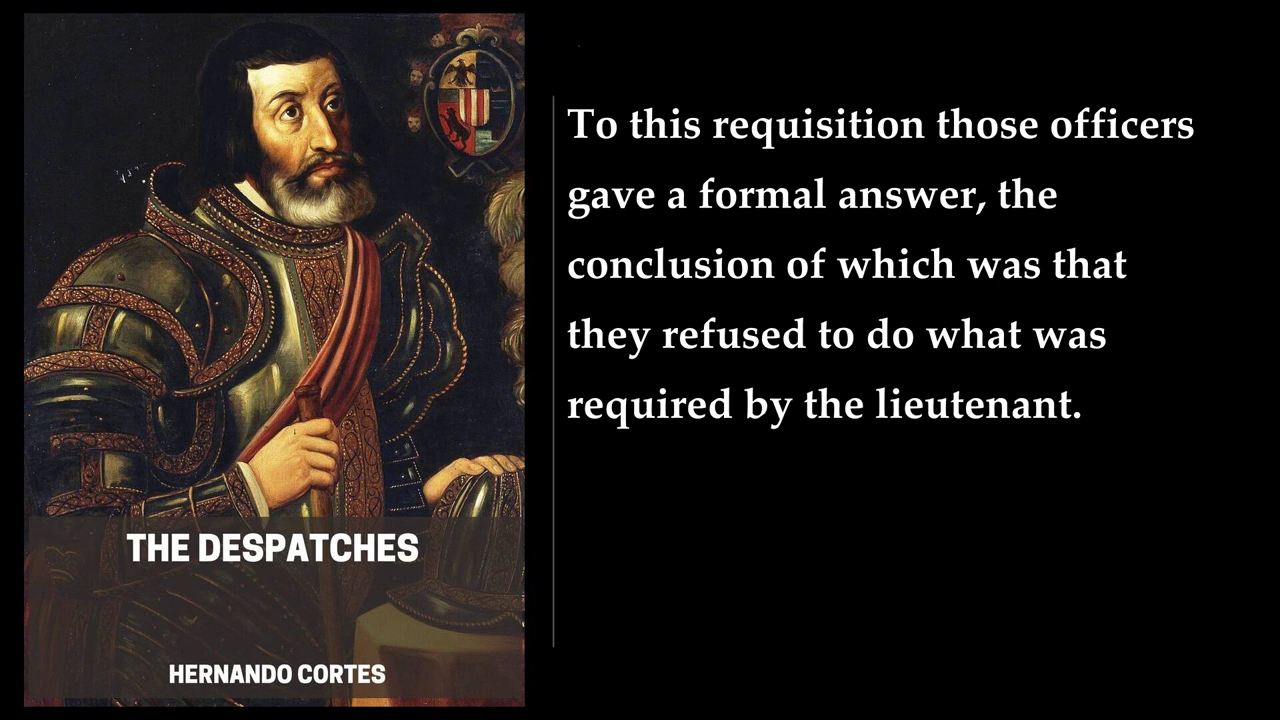 THE DESPATCHES
HERNANDO CORTES
To this requisition those officers
gave a formal answer, the
conclusion of which was that
they refused to do what was
required by the lieutenant.